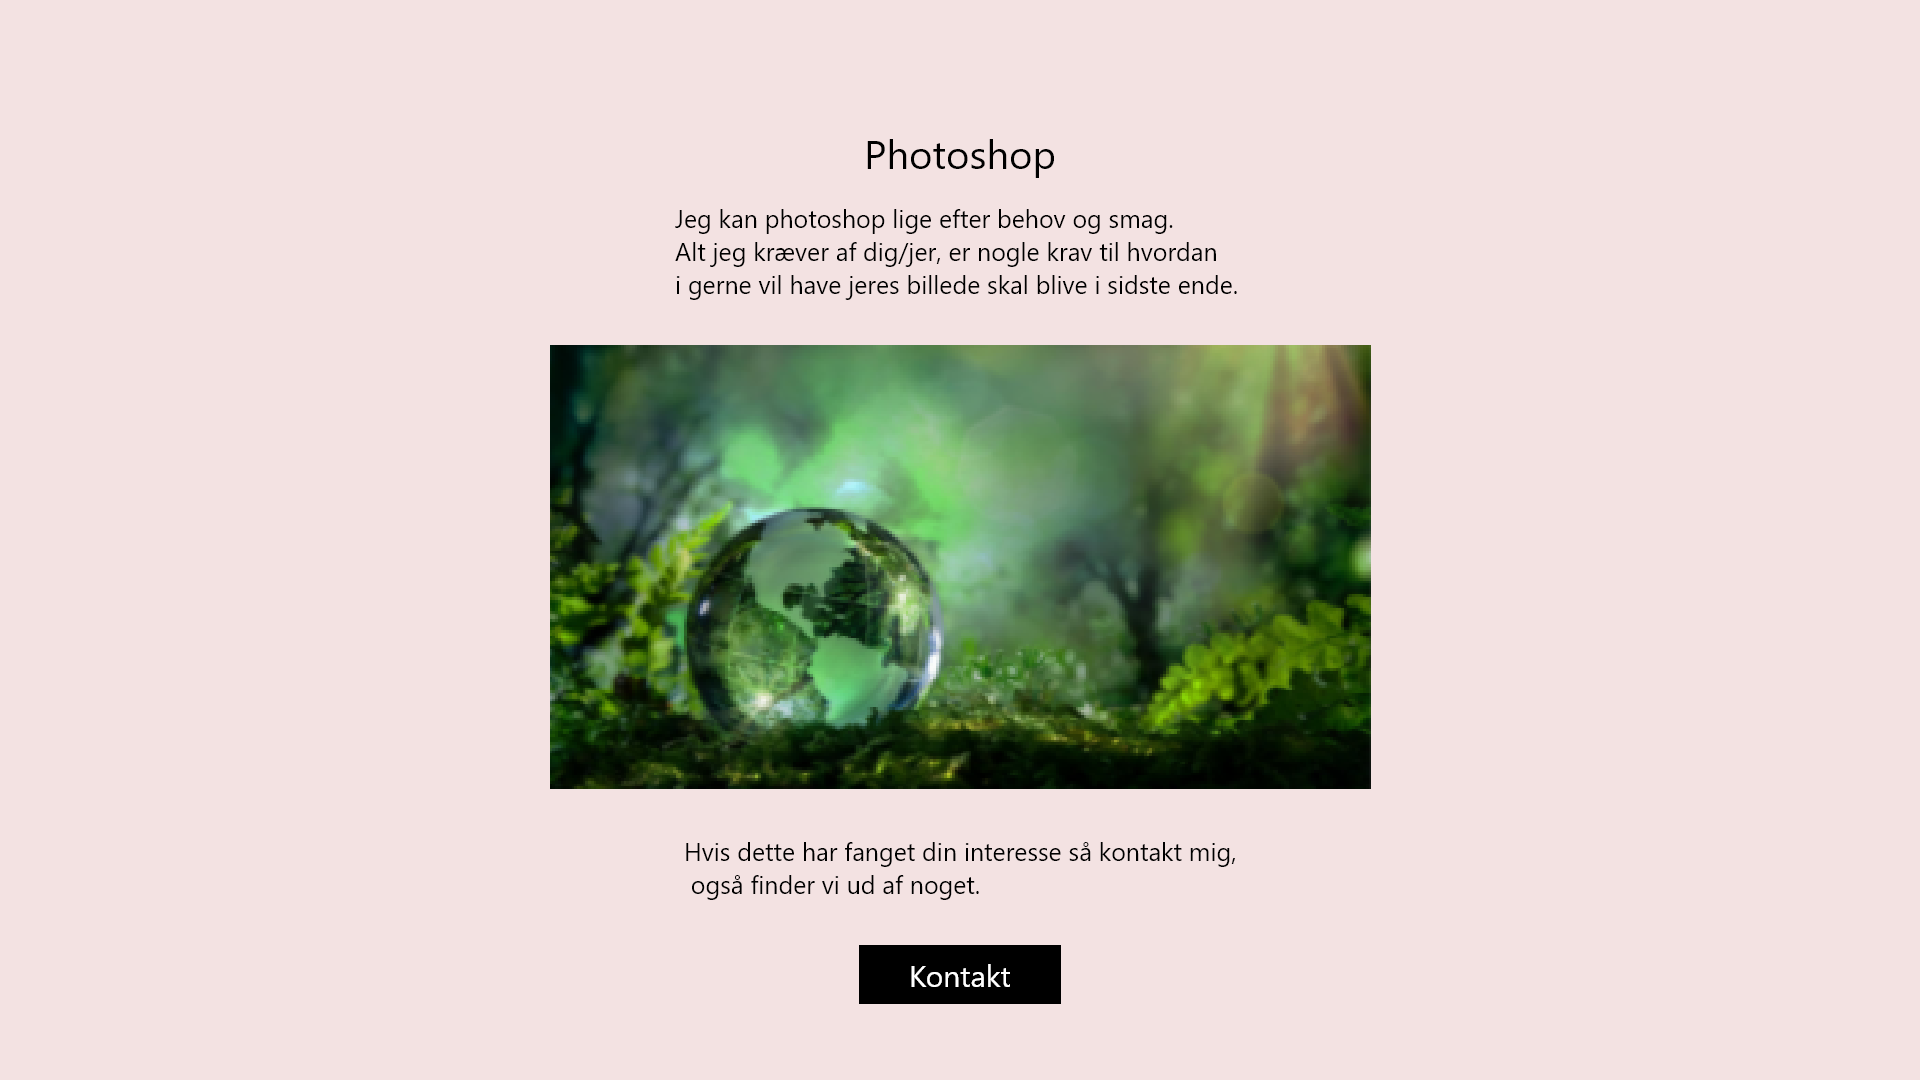 Photoshop
Jeg kan photoshop lige efter behov og smag.
Alt jeg kræver af dig/jer, er nogle krav til hvordan
i gerne vil have jeres billede skal blive i sidste ende.
Hvis dette har fanget din interesse så kontakt mig,
også finder vi ud af noget.
Kontakt